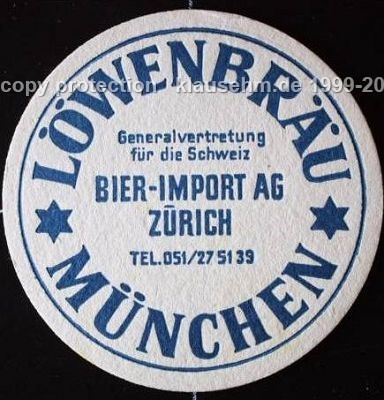 copy protection - klausehm.de 1999-20
LÖWENBRÄU
Generalvertretung
für die Schweiz
BIER-IMPORT AG
ZÜRICH
TEL.051/27 51 39
MÜNCHEN